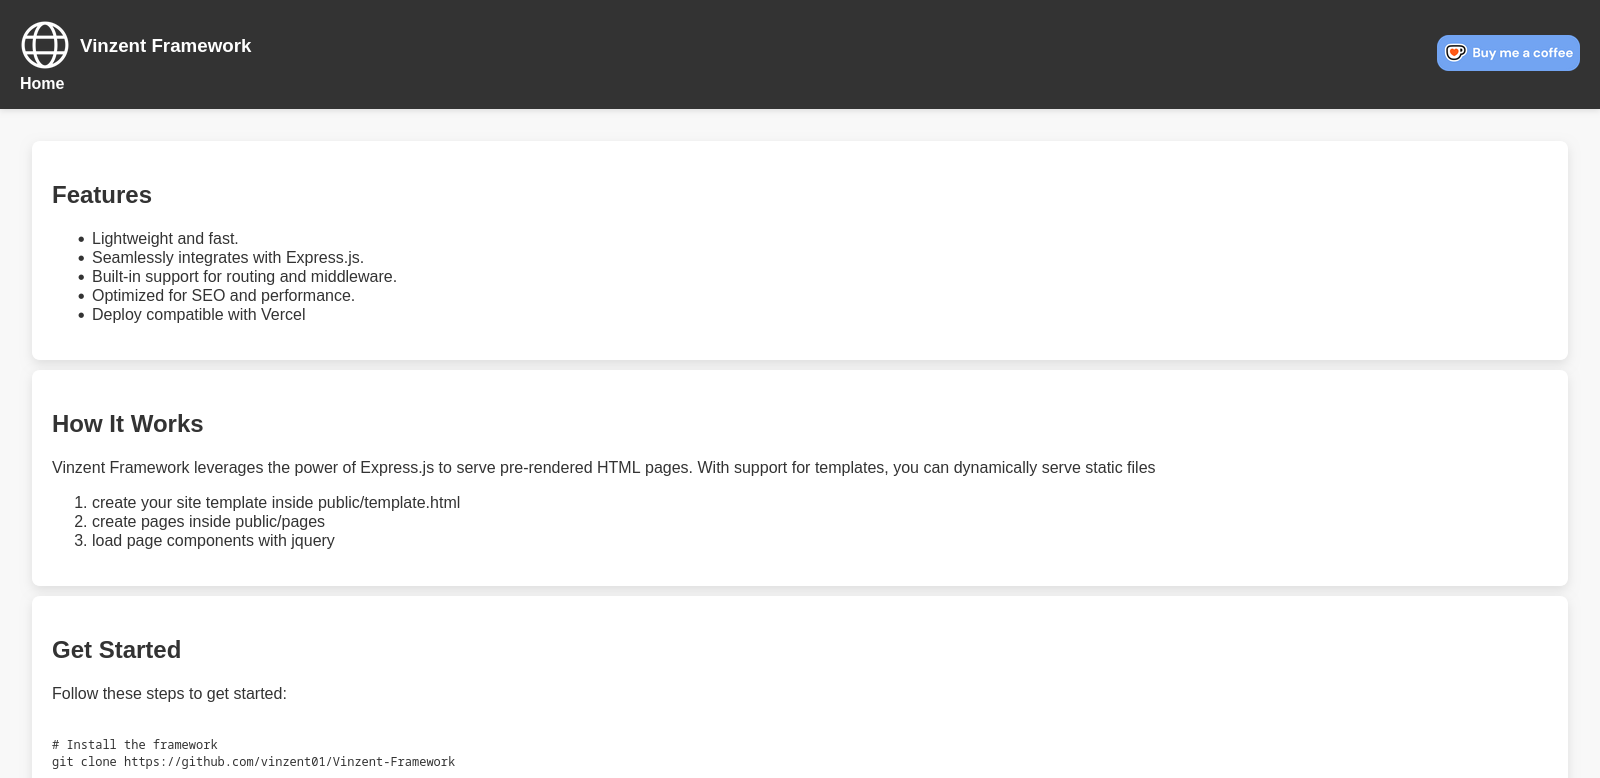 Vinzent Framework
Home
Buy me a coffee
Features
• Lightweight and fast.
• Seamlessly integrates with Express.js.
• Built-in support for routing and middleware.
• Optimized for SEO and performance.
• Deploy compatible with Vercel
How It Works
Vinzent Framework leverages the power of Express.js to serve pre-rendered HTML pages. With support for templates, you can dynamically serve static files
1. create your site template inside public/template.html
2. create pages inside public/pages
3. load page components with jquery
Get Started
Follow these steps to get started:
# Install the framework
git clone https://github.com/vinzent01/Vinzent-Framework